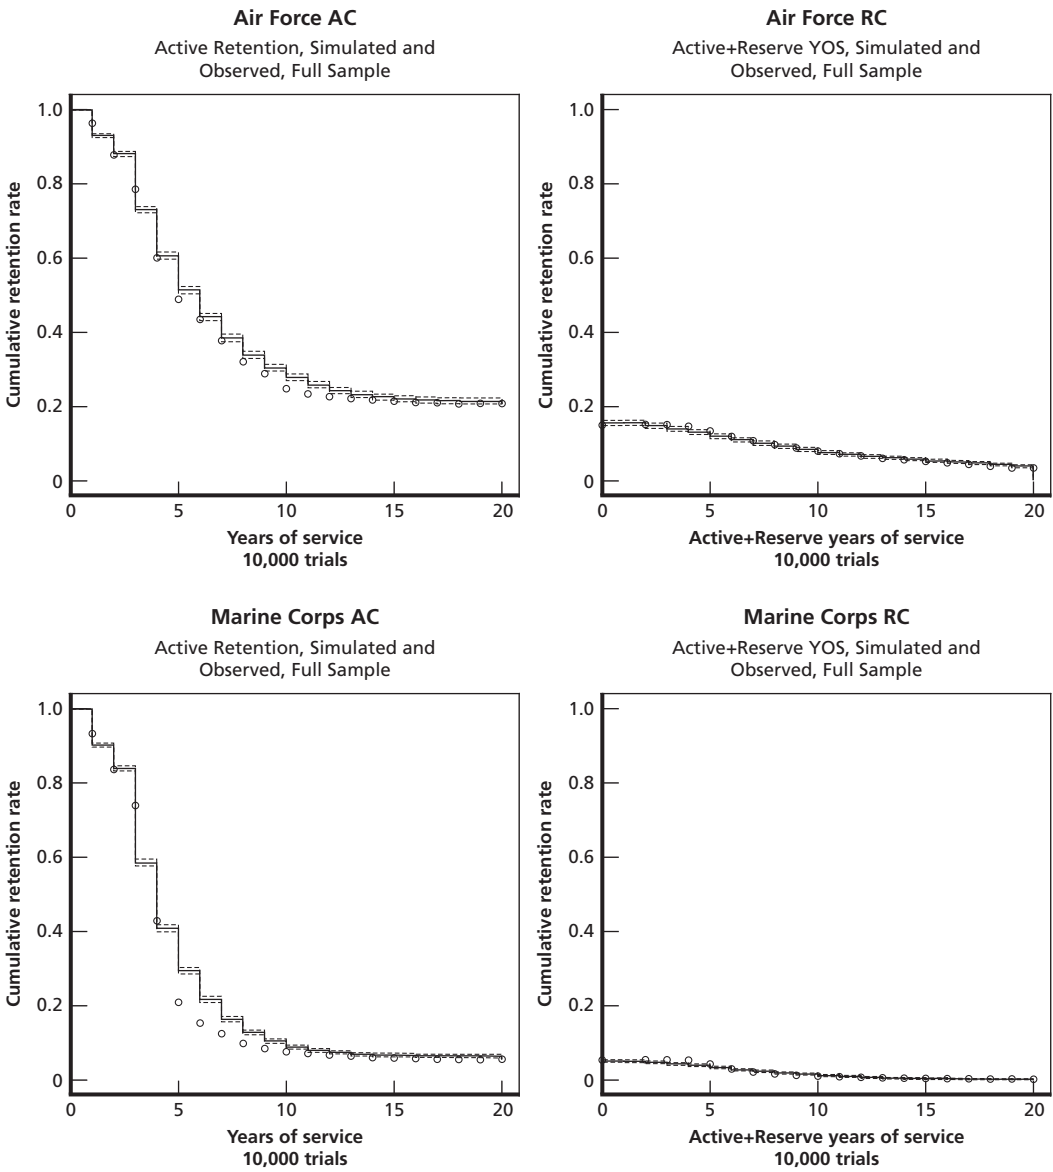 Air Force AC
Active Retention, Simulated and
Observed, Full Sample
Cumulative retention rate
1.0
0.8
0.6
0.4
0.2
0
0 5 10 15 20
Years of service
10,000 trials
Air Force RC
Active+Reserve YOS, Simulated and
Observed, Full Sample
Cumulative retention rate
1.0
0.8
0.6
0.4
0.2
0
0 5 10 15 20
Active+Reserve years of service
10,000 trials
Marine Corps AC
Active Retention, Simulated and
Observed, Full Sample
Cumulative retention rate
1.0
0.8
0.6
0.4
0.2
0
0 5 10 15 20
Years of service
10,000 trials
Marine Corps RC
Active+Reserve YOS, Simulated and
Observed, Full Sample
Cumulative retention rate
1.0
0.8
0.6
0.4
0.2
0
0 5 10 15 20
Active+Reserve years of service
10,000 trials